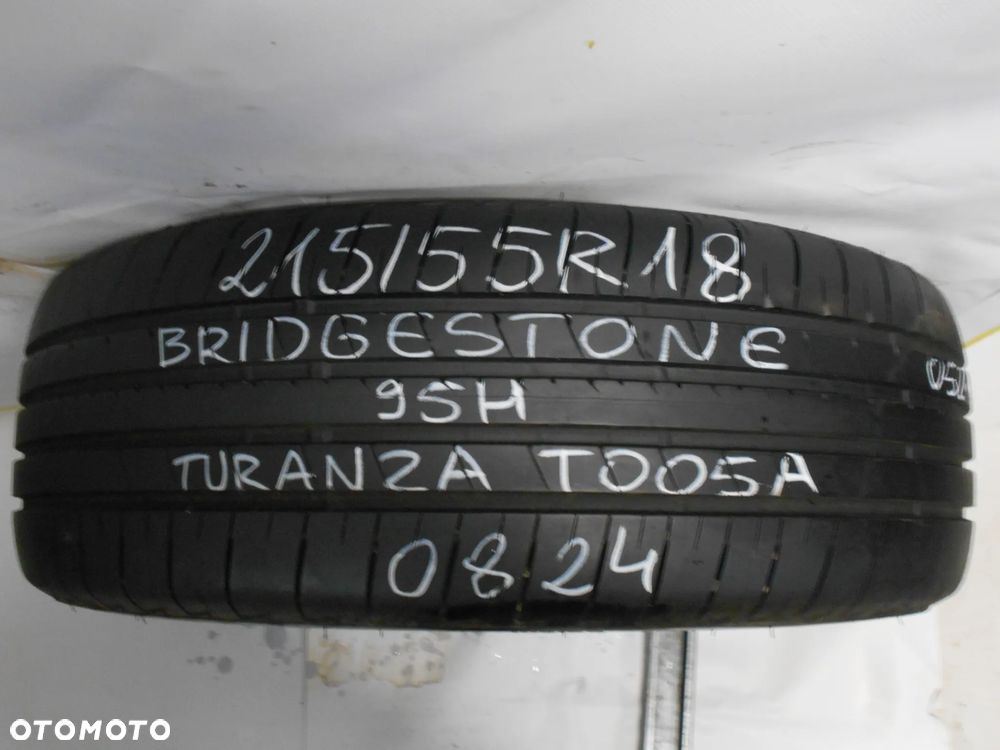 215/55R18
BRIDGESTONE
95H
TURANZA T005A
0824
OTOMOTO